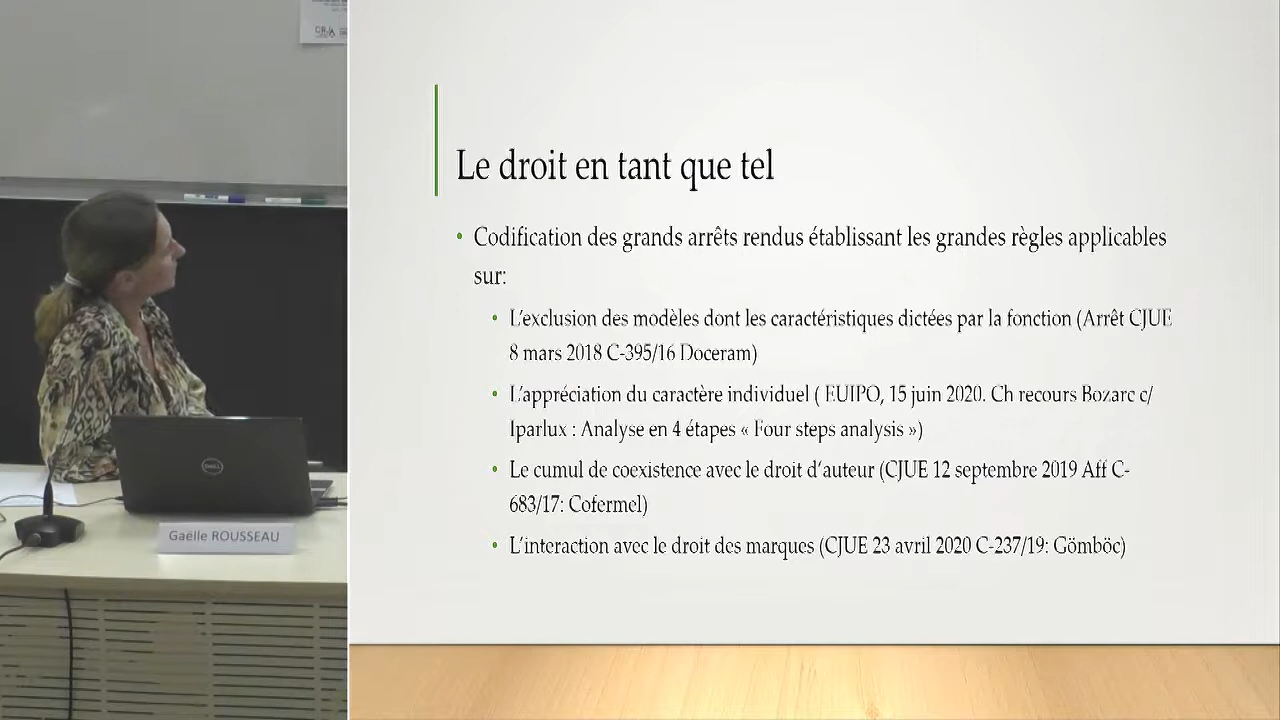 CRJ
Le droit en tant que tel
• Codification des grands arrêts rendus établissant les grandes règles applicables
sur:
• L'exclusion des modèles dont les caractéristiques dictées par la fonction (Arrêt CJUE
8 mars 2018 C-395/16 Doceram)
• L'appréciation du caractère individuel ( EUIPO, 15 juin 2020. Ch recours Bozarc c/
Iparlux : Analyse en 4 étapes « Four steps analysis »)
• Le cumul de coexistence avec le droit d'auteur (CJUE 12 septembre 2019 Aff C-
683/17: Cofermel)
• L'interaction avec le droit des marques (CJUE 23 avril 2020 C-237/19: Gömböc)
DELL
Gaëlle ROUSSEAU